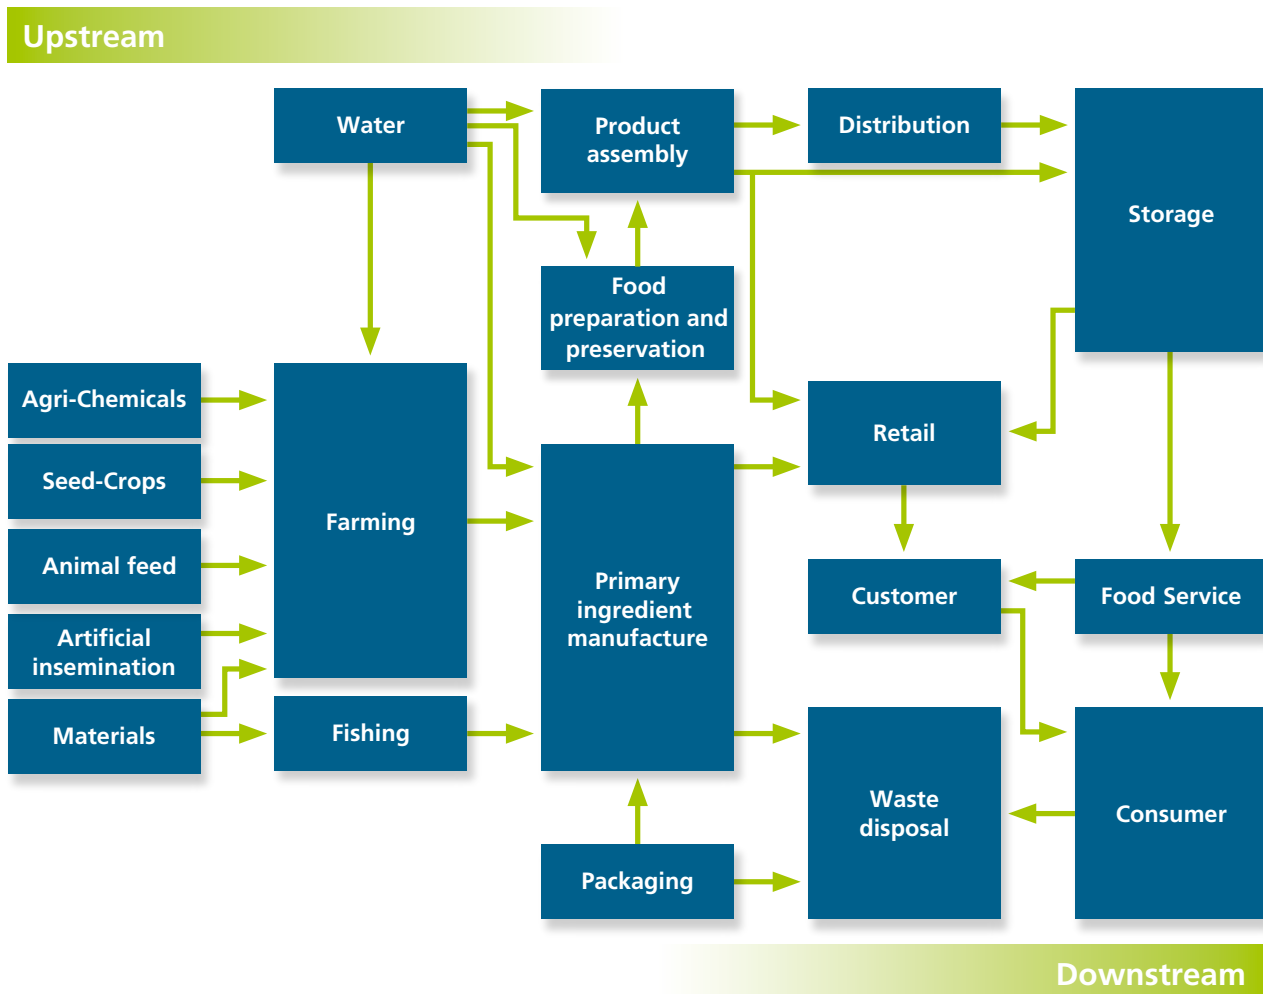 Upstream
Water
Product
assembly
Distribution
Storage
Food
preparation and
preservation
Agri-Chemicals
Seed-Crops
Animal feed
Artificial
insemination
Materials
Farming
Fishing
Primary
ingredient
manufacture
Packaging
Retail
Customer
Food Service
Waste
disposal
Consumer
Downstream